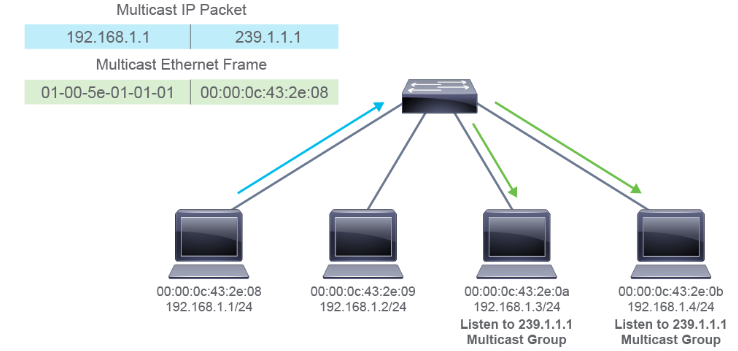 Multicast IP Packet
192.168.1.1 239.1.1.1
Multicast Ethernet Frame
01-00-5e-01-01-01 00:00:0c:43:2e:08
00:00:0c:43:2e:08
192.168.1.1/24
00:00:0c:43:2e:09
192.168.1.2/24
00:00:0c:43:2e:0a
192.168.1.3/24
Listen to 239.1.1.1
Multicast Group
00:00:0c:43:2e:0b
192.168.1.4/24
Listen to 239.1.1.1
Multicast Group